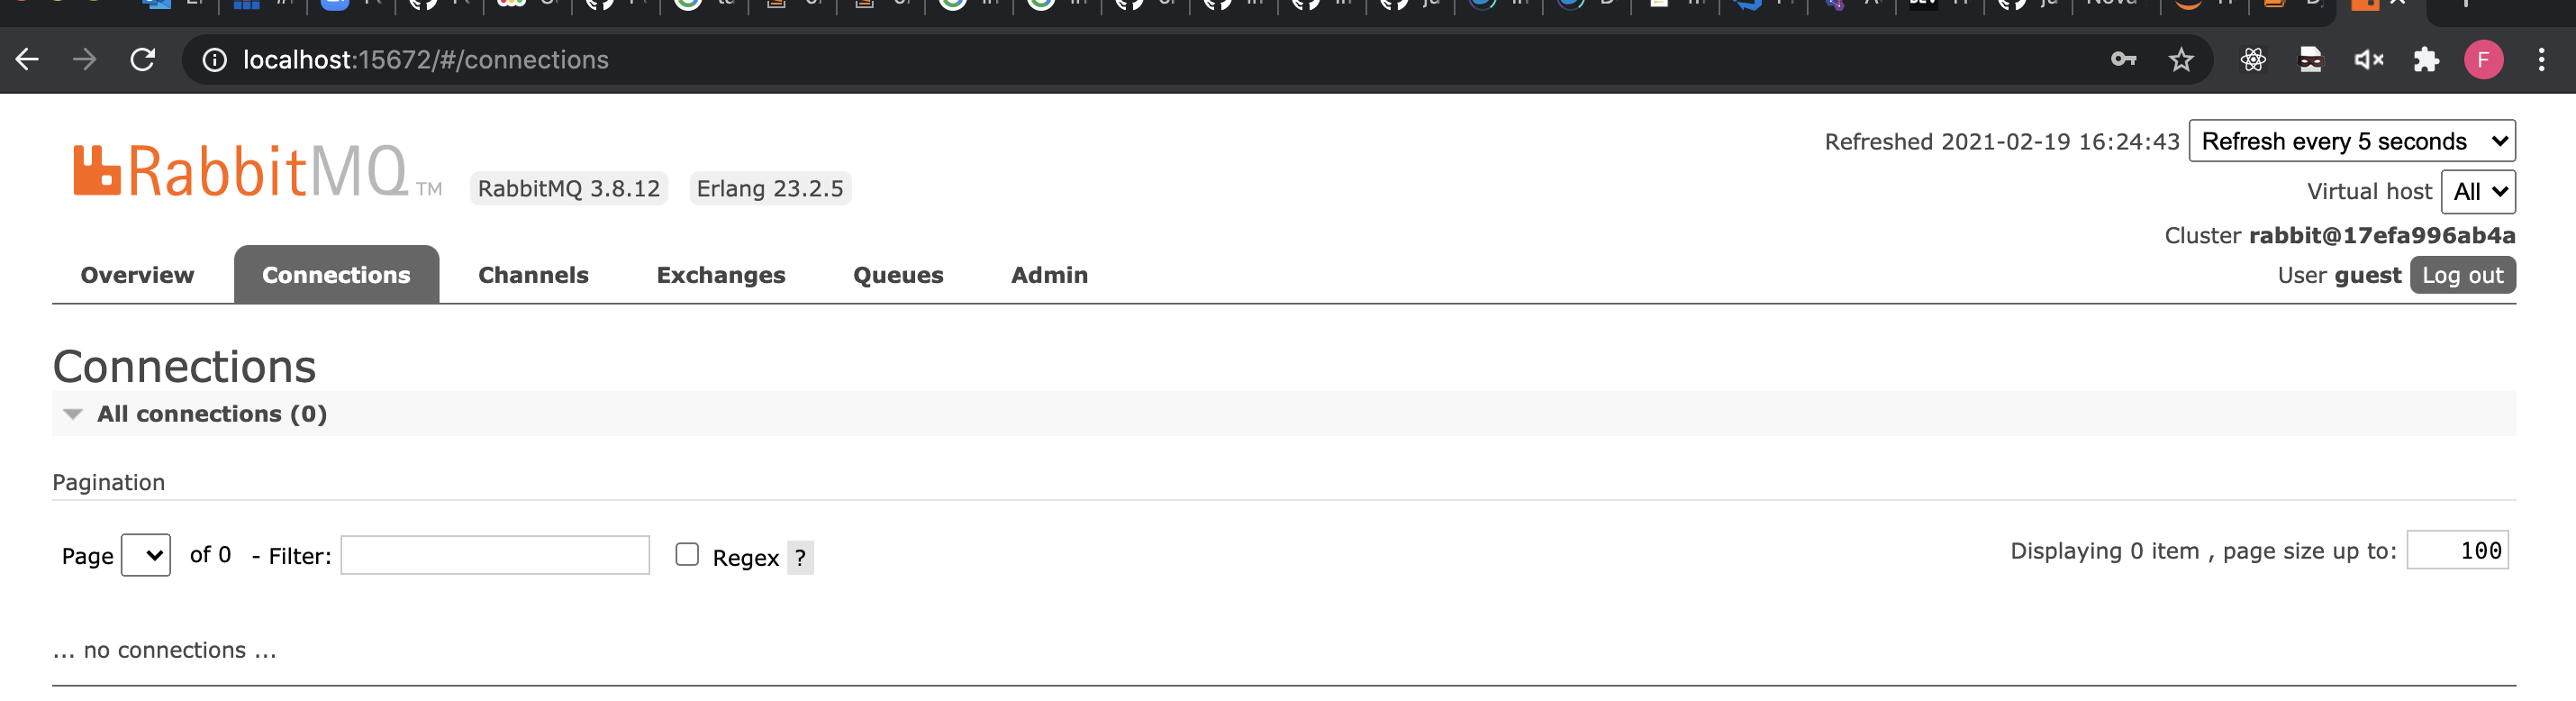 localhost:15672/#/connections
F
Refreshed 2021-02-19 16:24:43 Refresh every 5 seconds
RabbitMQ TM RabbitMQ 3.8.12 Erlang 23.2.5
Virtual host All
Cluster rabbit@17efa996ab4a
User guest Log out
Overview Connections Channels Exchanges Queues Admin
Connections
All connections (0)
Pagination
Page of 0 - Filter: Regex ?
Displaying 0 item , page size up to: 100
... no connections ...